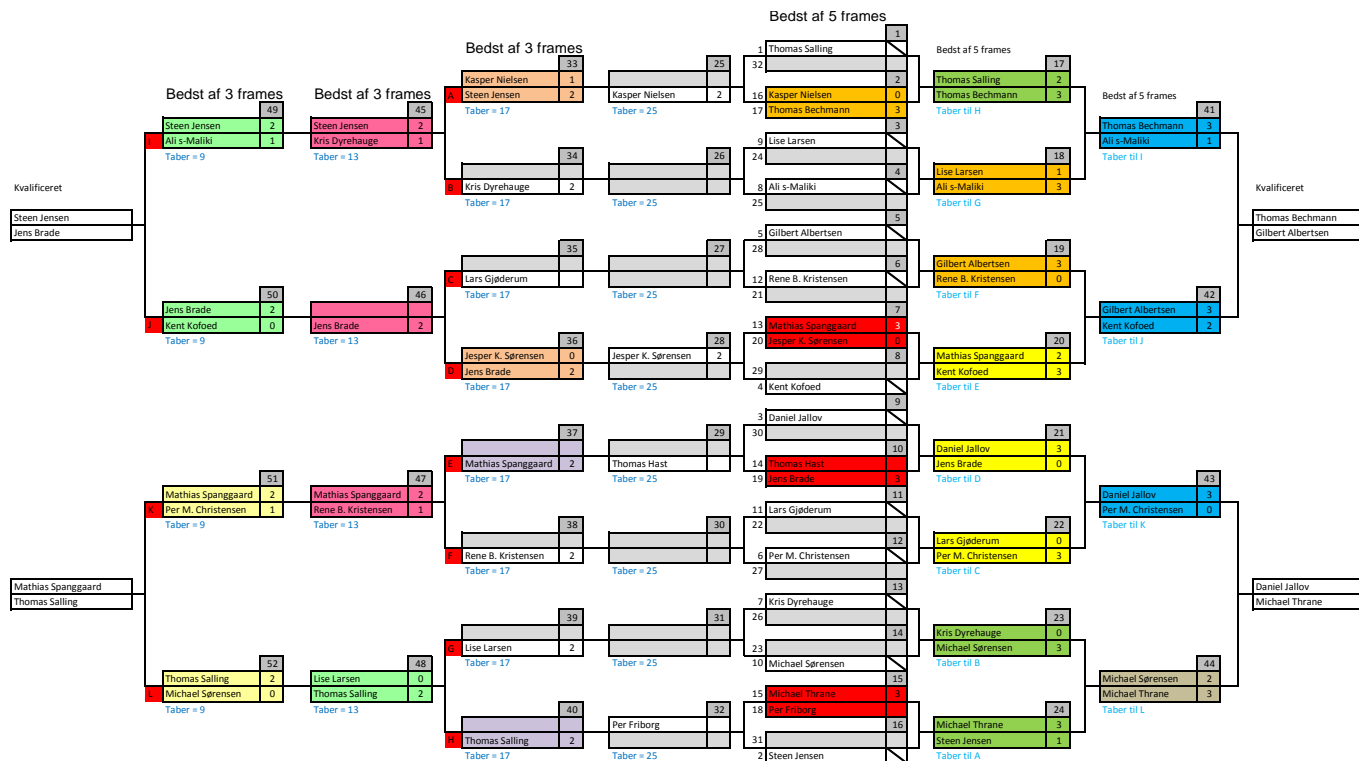 Bedst af 5 frames
1
1 Thomas Salling
32
Bedst af 5 frames
Bedst af 3 frames
33
25
2
17
Kasper Nielsen 1
Thomas Salling 2
A Steen Jensen 2
Kasper Nielsen 2
16 Kasper Nielsen 0
Thomas Bechmann 3
17 Thomas Bechmann 3
Taber = 17
Taber = 25
Taber til H
Bedst af 3 frames
Bedst af 3 frames
Bedst af 5 frames
49
45
3
41
Steen Jensen 2
Steen Jensen 2
Thomas Bechmann 3
I Ali s-Maliki 1
Kris Dyrehauge 1
9 Lise Larsen
Ali s-Maliki 1
Taber = 9
Taber = 13
34
26
24
18
Taber til I
4
Lise Larsen 1
B Kris Dyrehauge 2
8 Ali s-Maliki
Ali s-Maliki 3
Taber = 17
Taber = 25
25
Taber til G
Kvalificeret
Kvalificeret
Steen Jensen
Jens Brade
Thomas Bechmann
Gilbert Albertsen
5
5 Gilbert Albertsen
28
35
27
6
19
Gilbert Albertsen 3
C Lars Gjøderum
12 Rene B. Kristensen
Rene B. Kristensen 0
Taber = 17
Taber = 25
21
Taber til F
50
46
7
42
Jens Brade 2
Gilbert Albertsen 3
J Kent Kofoed 0
Jens Brade 2
13 Mathias Spanggaard 3
Kent Kofoed 2
Taber = 9
Taber = 13
36
28
20 Jesper K. Sørensen 0
20
Taber til J
Jesper K. Sørensen 0
Jesper K. Sørensen 2
8
Mathias Spanggaard 2
D Jens Brade 2
29
Kent Kofoed 3
Taber = 17
Taber = 25
4 Kent Kofoed
Taber til E
9
3 Daniel Jallov
30
37
29
10
21
Daniel Jallov 3
E Mathias Spanggaard 2
Thomas Hast
14 Thomas Hast
Jens Brade 0
Taber = 17
Taber = 25
19 Jens Brade 3
Taber til D
51
47
11
43
Mathias Spanggaard 2
Mathias Spanggaard 2
Daniel Jallov 3
K Per M. Christensen 1
Rene B. Kristensen 1
11 Lars Gjøderum
Per M. Christensen 0
Taber = 9
Taber = 13
38
30
22
22
Taber til K
12
Lars Gjøderum 0
F Rene B. Kristensen 2
6 Per M. Christensen
Per M. Christensen 3
Taber = 17
Taber = 25
27
Taber til C
Mathias Spanggaard
Thomas Salling
Daniel Jallov
Michael Thrane
13
7 Kris Dyrehauge
26
39
31
14
23
Kris Dyrehauge 0
G Lise Larsen 2
23
Michael Sørensen 3
Taber = 17
Taber = 25
10 Michael Sørensen
Taber til B
52
48
15
44
Thomas Salling 2
Lise Larsen 0
Michael Sørensen 2
L Michael Sørensen 0
Thomas Salling 2
15 Michael Thrane 3
Michael Thrane 3
Taber = 9
Taber = 13
40
32
18 Per Friborg
24
Taber til L
Per Friborg
16
Michael Thrane 3
H Thomas Salling 2
31
Steen Jensen 1
Taber = 17
Taber = 25
2 Steen Jensen
Taber til A